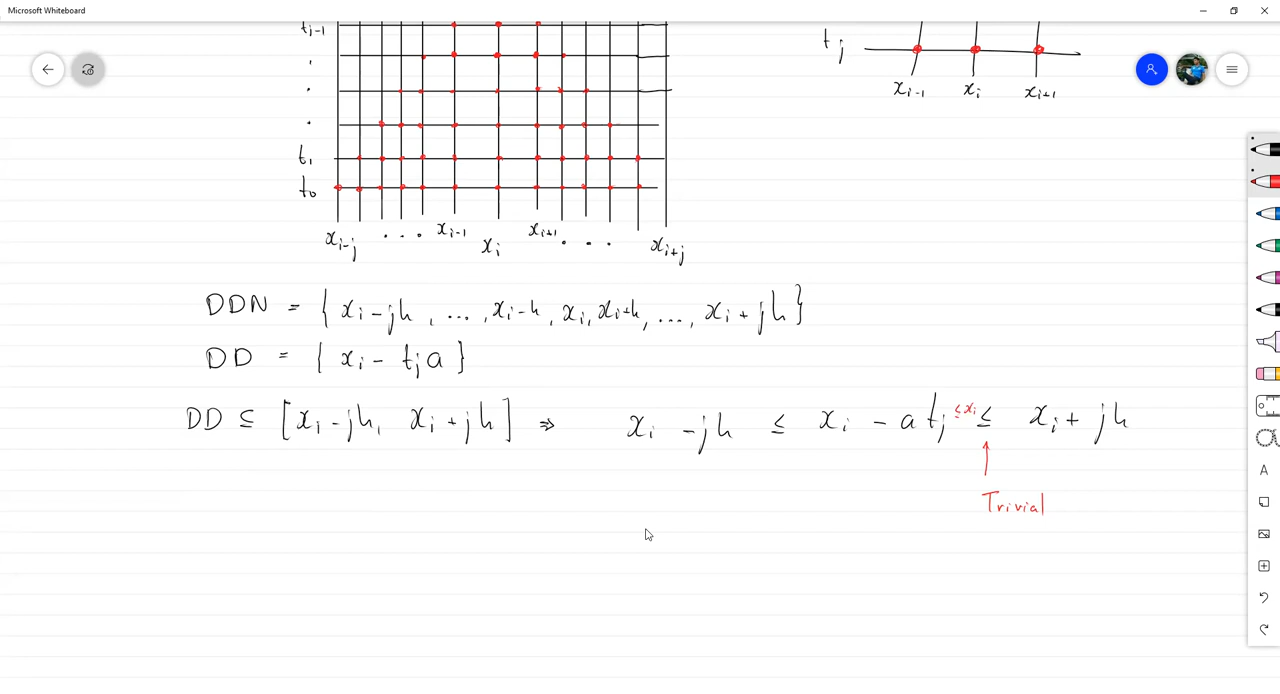 Microsoft Whiteboard
t_{i-1}
t_j
x_{i-1} x_i x_{i+1}
t_1
t_0
x_{i-j} ... x_{i-1} x_i x_{i+1} ... x_{i+j}
DDN = { x_i - jh, ..., x_i - h, x_i, x_i + h, ..., x_i + jh }
DD = { x_i - t_j a }
DD ⊆ [ x_i - jh, x_i + jh ] ⇒ x_i - jh ≤ x_i - a t_j ≤ x_i ≤ x_i + jh
Trivial
A